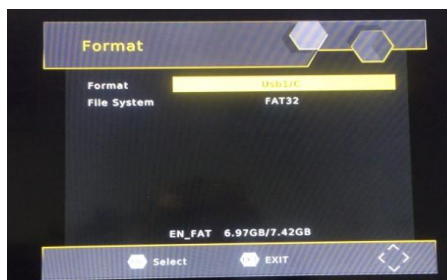 Format
Format Usb1/C
File System FAT32
EN_FAT 6.97GB/7.42GB
Select EXIT